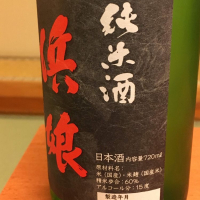 純米酒
浜娘
日本酒 内容量720ml
原材料名:
米(国産)・米麹(国産米)
精米歩合:60%
アルコール分:15度
製造年月